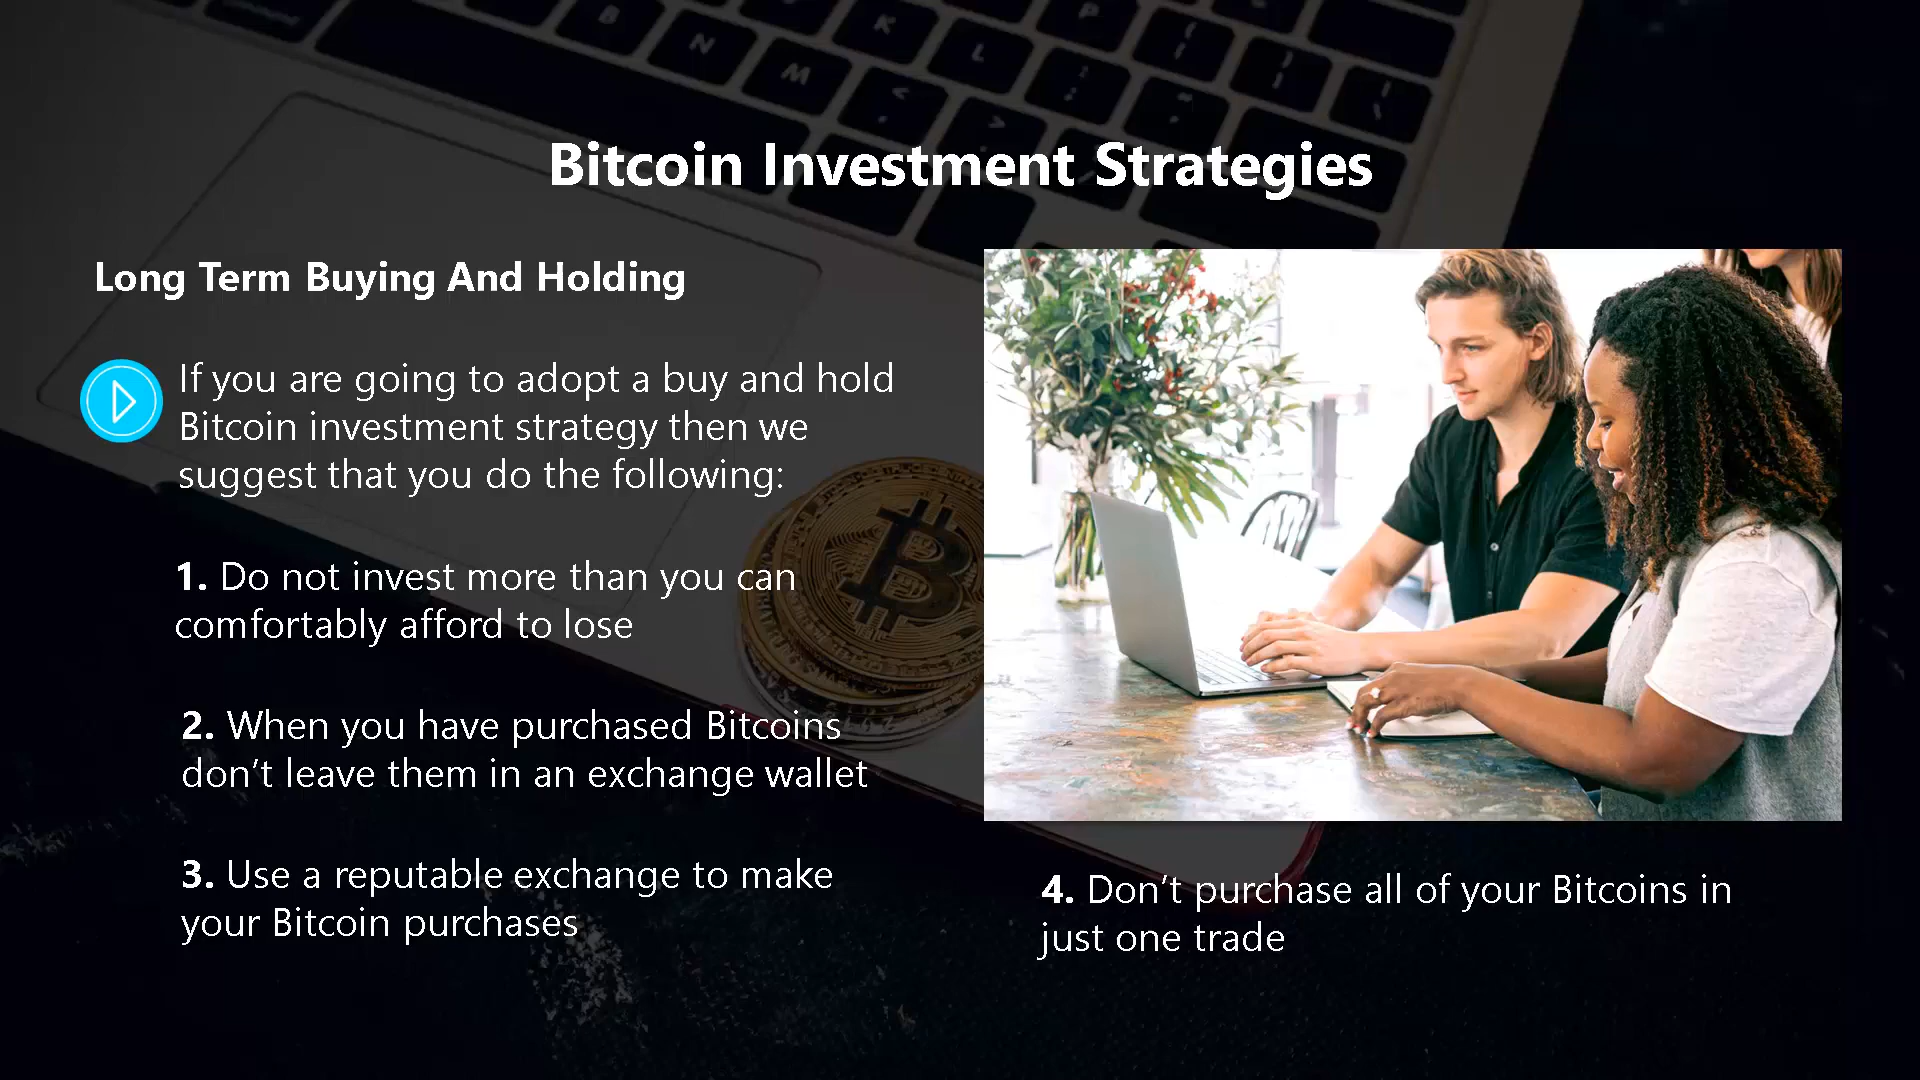 Bitcoin Investment Strategies
Long Term Buying And Holding
If you are going to adopt a buy and hold
Bitcoin investment strategy then we
suggest that you do the following:
1. Do not invest more than you can
comfortably afford to lose
2. When you have purchased Bitcoins
don’t leave them in an exchange wallet
3. Use a reputable exchange to make
your Bitcoin purchases
4. Don’t purchase all of your Bitcoins in
just one trade